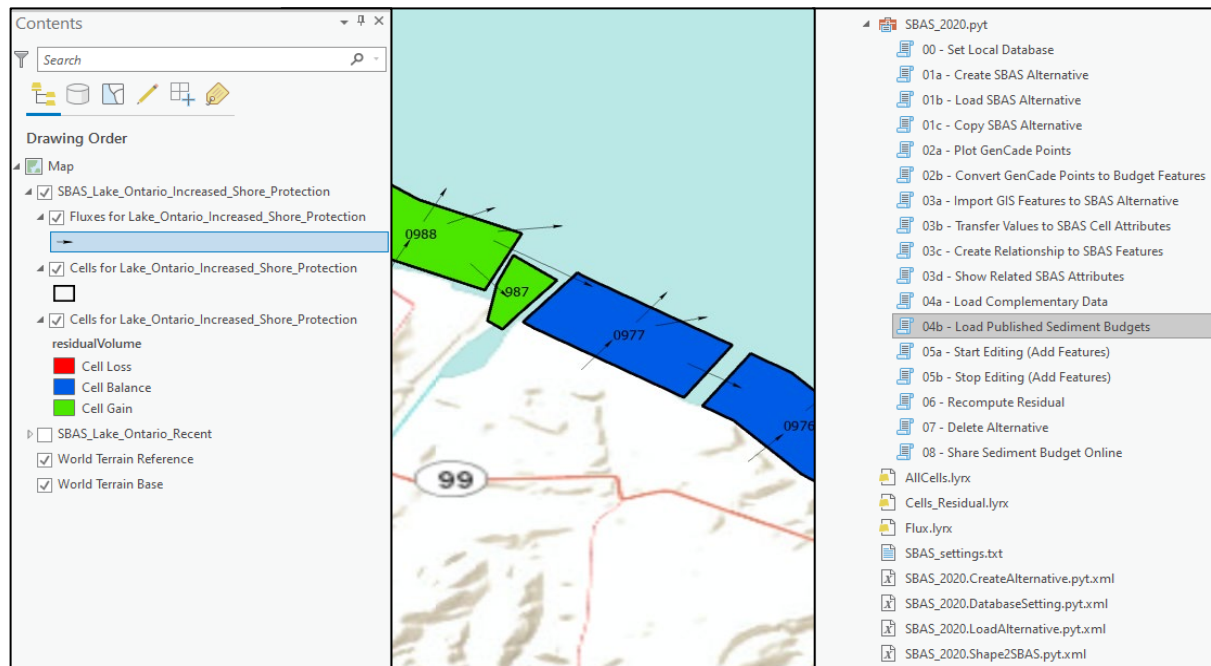 Contents
Search
Drawing Order
Map
SBAS_Lake_Ontario_Increased_Shore_Protection
Fluxes for Lake_Ontario_Increased_Shore_Protection
Cells for Lake_Ontario_Increased_Shore_Protection
Cells for Lake_Ontario_Increased_Shore_Protection
residualVolume
Cell Loss
Cell Balance
Cell Gain
SBAS_Lake_Ontario_Recent
World Terrain Reference
World Terrain Base
0988
987
0977
0976
99
SBAS_2020.pyt
00 - Set Local Database
01a - Create SBAS Alternative
01b - Load SBAS Alternative
01c - Copy SBAS Alternative
02a - Plot GenCade Points
02b - Convert GenCade Points to Budget Features
03a - Import GIS Features to SBAS Alternative
03b - Transfer Values to SBAS Cell Attributes
03c - Create Relationship to SBAS Features
03d - Show Related SBAS Attributes
04a - Load Complementary Data
04b - Load Published Sediment Budgets
05a - Start Editing (Add Features)
05b - Stop Editing (Add Features)
06 - Recompute Residual
07 - Delete Alternative
08 - Share Sediment Budget Online
AllCells.lyrx
Cells_Residual.lyrx
Flux.lyrx
SBAS_settings.txt
SBAS_2020.CreateAlternative.pyt.xml
SBAS_2020.DatabaseSetting.pyt.xml
SBAS_2020.LoadAlternative.pyt.xml
SBAS_2020.Shape2SBAS.pyt.xml